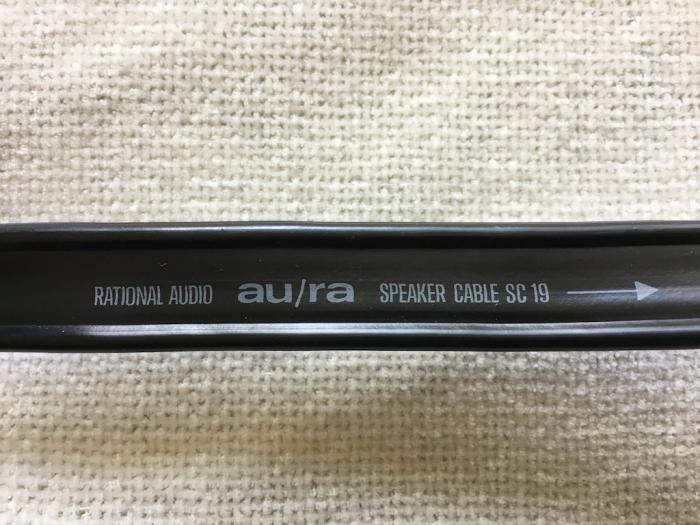 RATIONAL AUDIO au/ra SPEAKER CABLE SC 19